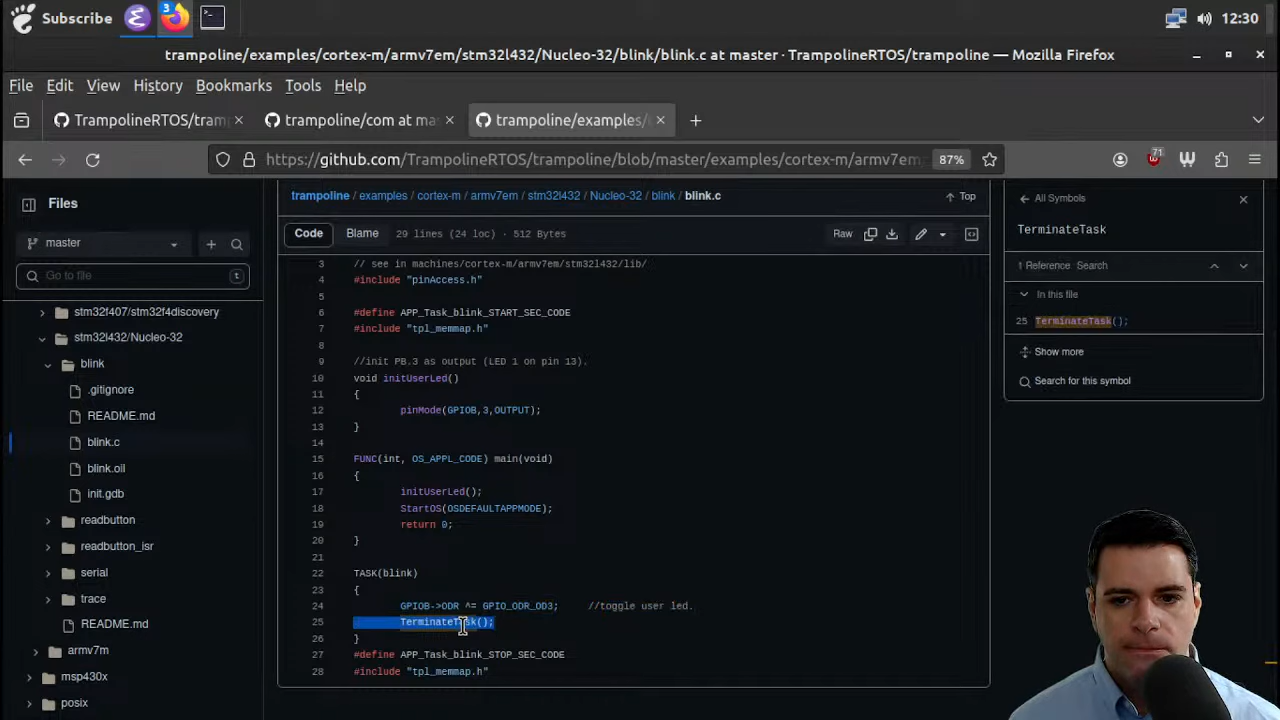 Subscribe
3
12:30
trampoline/examples/cortex-m/armv7em/stm32l432/Nucleo-32/blink/blink.c at master · TrampolineRTOS/trampoline — Mozilla Firefox
File Edit View History Bookmarks Tools Help
TrampolineRTOS/tram
trampoline/com at mas
trampoline/examples/
https://github.com/TrampolineRTOS/trampoline/blob/master/examples/cortex-m/armv7em
87%
71
Files
master
Go to file
t
stm32f407/stm32f4discovery
stm32l432/Nucleo-32
blink
.gitignore
README.md
blink.c
blink.oil
init.gdb
readbutton
readbutton_isr
serial
trace
README.md
armv7m
msp430x
posix
trampoline / examples / cortex-m / armv7em / stm32l432 / Nucleo-32 / blink / blink.c
Top
Code Blame 29 lines (24 loc) · 512 Bytes
Raw
3 // see in machines/cortex-m/armv7em/stm32l432/lib/
4 #include "pinAccess.h"
5
6 #define APP_Task_blink_START_SEC_CODE
7 #include "tpl_memmap.h"
8
9 //init PB.3 as output (LED 1 on pin 13).
10 void initUserLed()
11 {
12 pinMode(GPIOB,3,OUTPUT);
13 }
14
15 FUNC(int, OS_APPL_CODE) main(void)
16 {
17 initUserLed();
18 StartOS(OSDEFAULTAPPMODE);
19 return 0;
20 }
21
22 TASK(blink)
23 {
24 GPIOB->ODR ^= GPIO_ODR_OD3; //toggle user led.
25 TerminateTask();
26 }
27 #define APP_Task_blink_STOP_SEC_CODE
28 #include "tpl_memmap.h"
All Symbols
TerminateTask
1 Reference Search
In this file
25 TerminateTask();
Show more
Search for this symbol